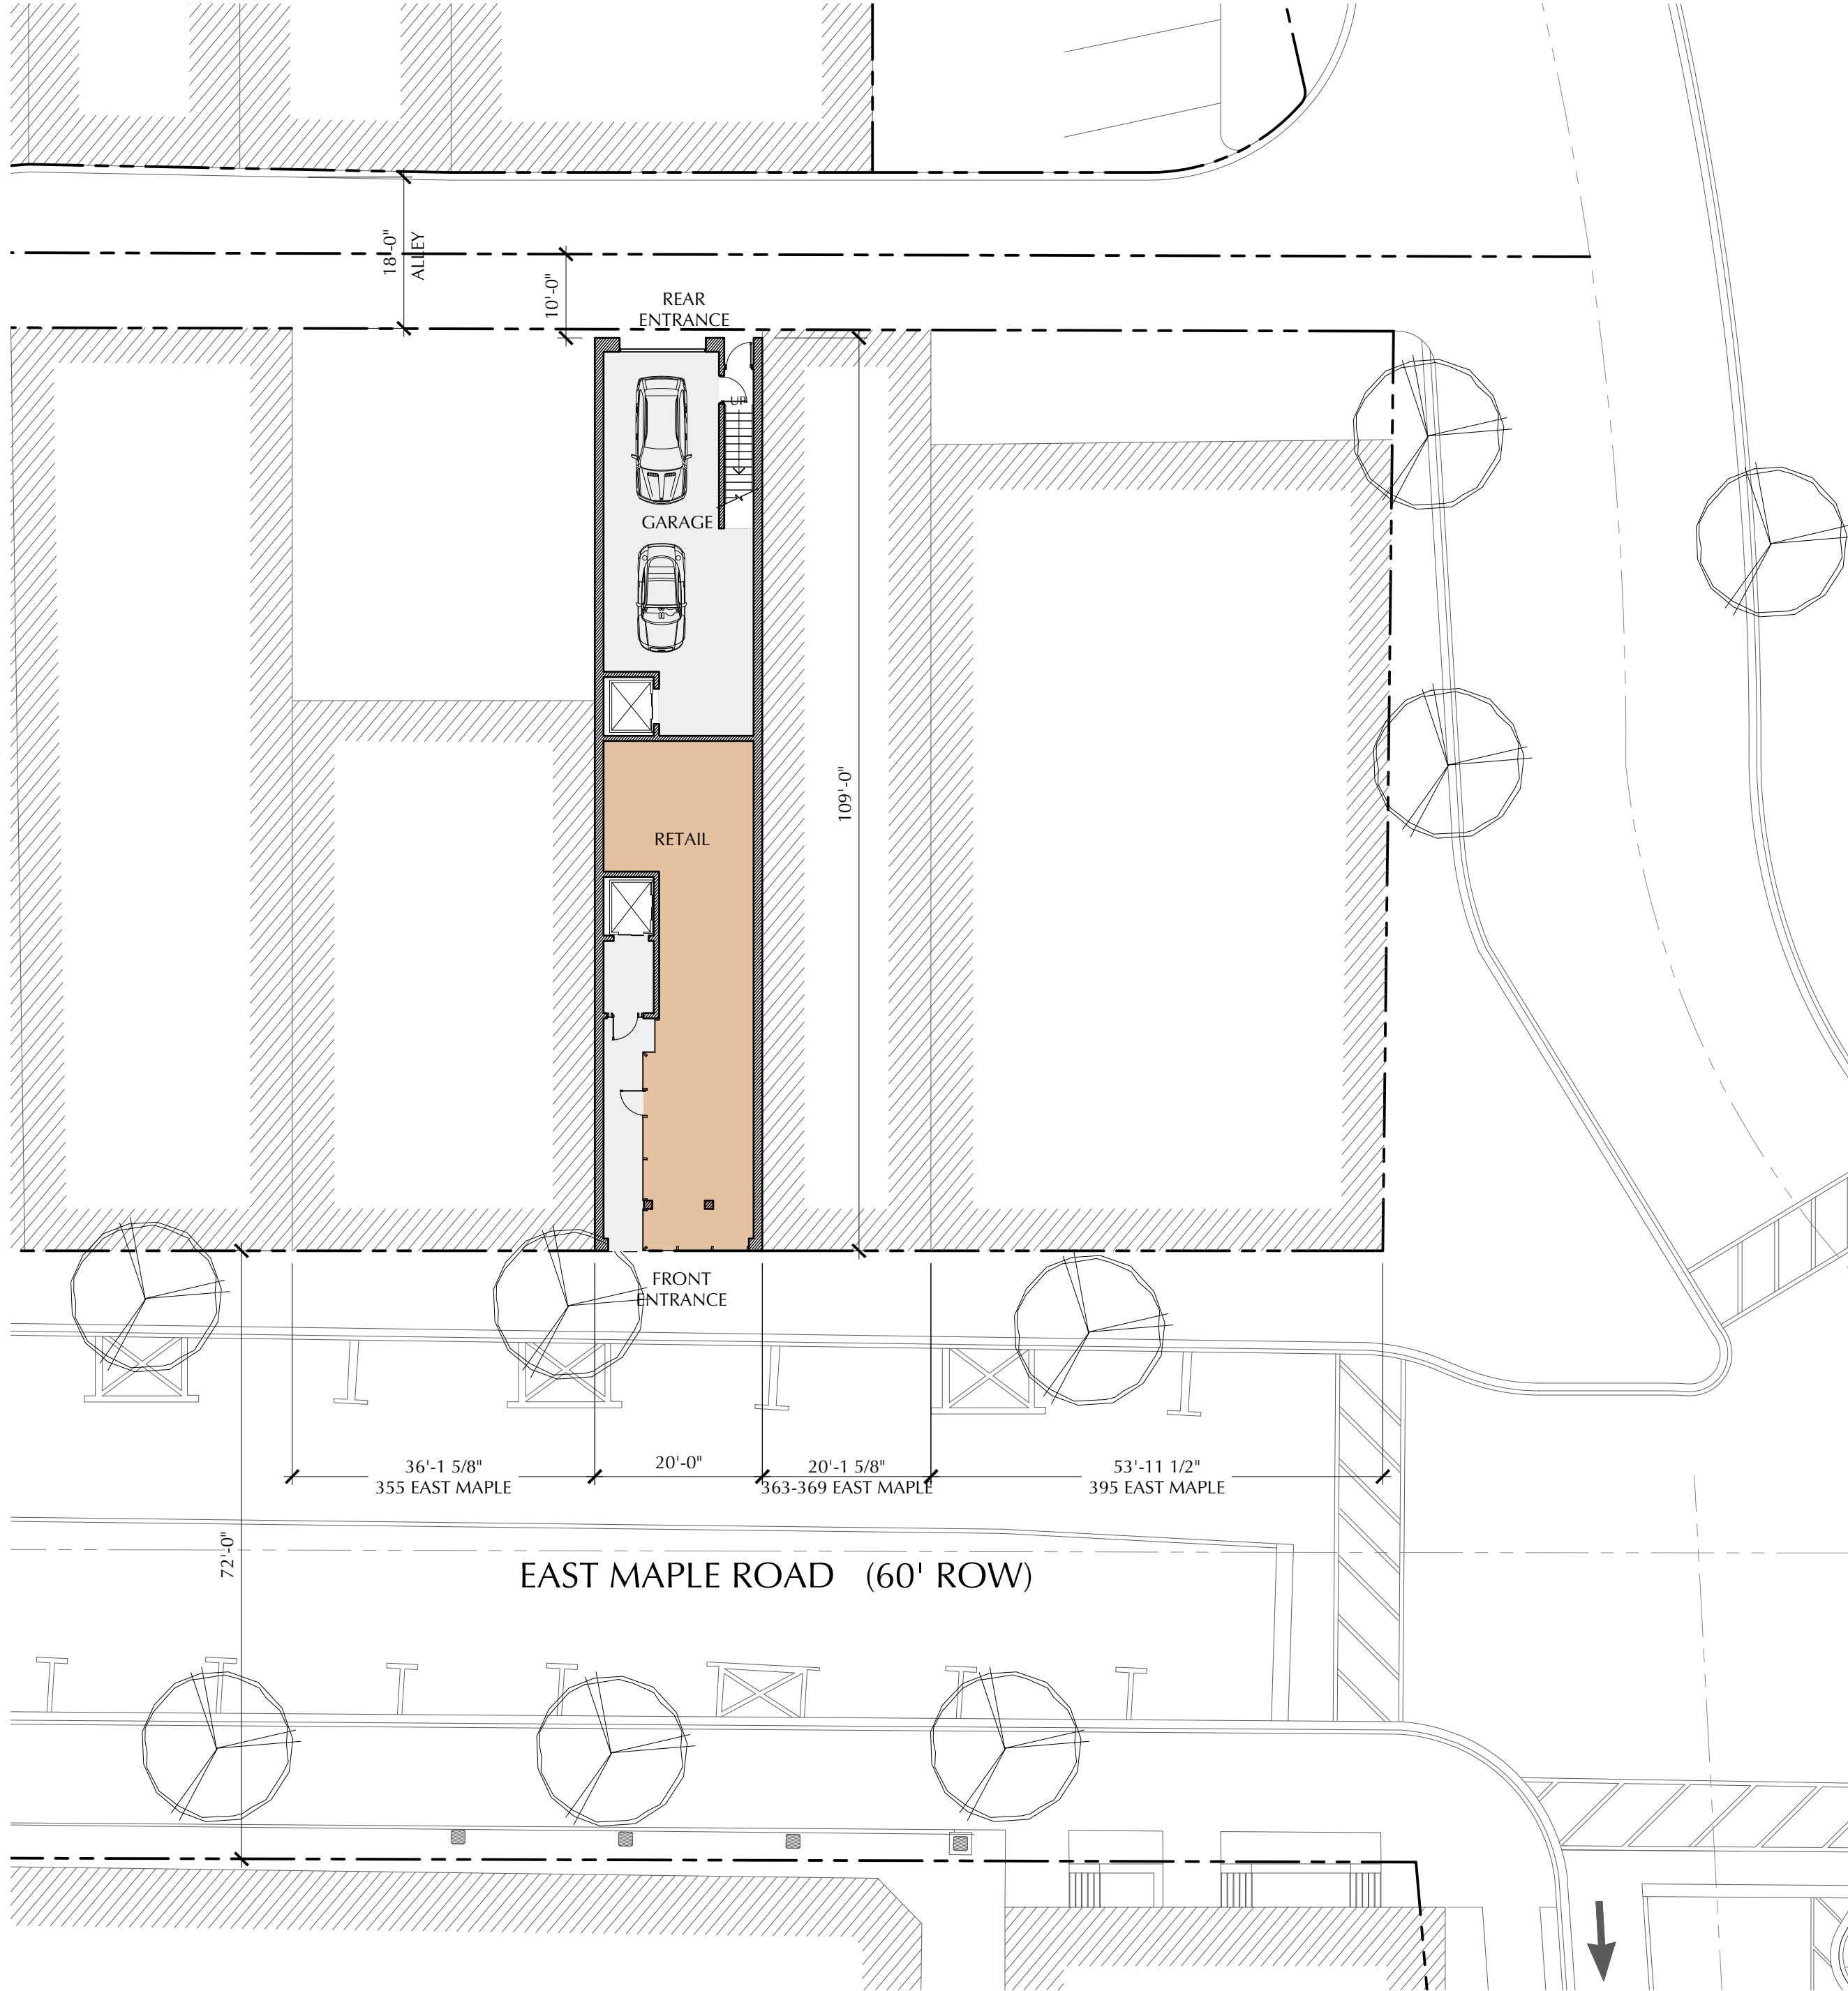 18'-0"
ALLEY
10'-0"
REAR
ENTRANCE
UP
GARAGE
109'-0"
RETAIL
FRONT
ENTRANCE
36'-1 5/8"
355 EAST MAPLE
20'-0"
20'-1 5/8"
363-369 EAST MAPLE
53'-11 1/2"
395 EAST MAPLE
72'-0"
EAST MAPLE ROAD (60' ROW)